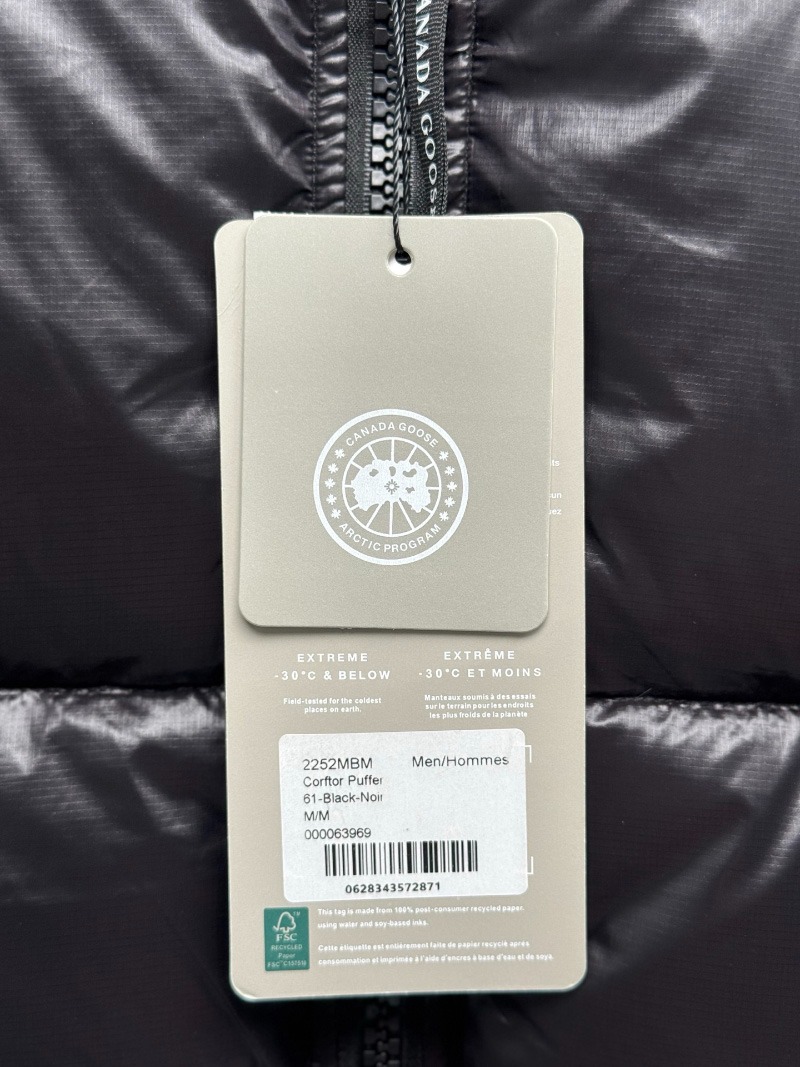 CANADA GOOSE
CANADA GOOSE
ARCTIC PROGRAM
EXTREME
-30°C & BELOW
Field-tested for the coldest
places on earth.
EXTRÊME
-30°C ET MOINS
Manteaux soumis à des essais
sur le terrain pour les endroits
les plus froids de la planète
2252MBM Men/Hommes
Corftor Puffer
61-Black-Noir
M/M
000063969
0628343572871
FSC
RECYCLED
Paper
This tag is made from 100% post-consumer recycled paper.
using water and soy-based inks.
Cette étiquette est entièrement faite de papier recyclé après
consommation et imprimée à l'aide d'encres à base d'eau et de soya.